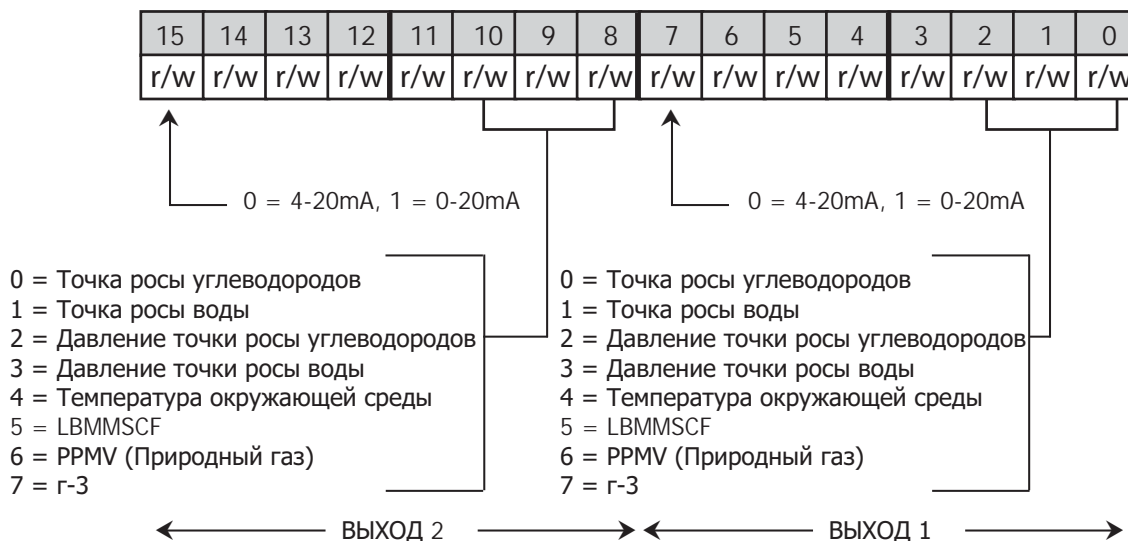 15 14 13 12 11 10 9 8 7 6 5 4 3 2 1 0
r/w r/w r/w r/w r/w r/w r/w r/w r/w r/w r/w r/w r/w r/w r/w r/w
0 = 4-20mA, 1 = 0-20mA
0 = 4-20mA, 1 = 0-20mA
0 = Точка росы углеводородов
1 = Точка росы воды
2 = Давление точки росы углеводородов
3 = Давление точки росы воды
4 = Температура окружающей среды
5 = LBMMSCF
6 = PPMV (Природный газ)
7 = г-3
0 = Точка росы углеводородов
1 = Точка росы воды
2 = Давление точки росы углеводородов
3 = Давление точки росы воды
4 = Температура окружающей среды
5 = LBMMSCF
6 = PPMV (Природный газ)
7 = г-3
ВЫХОД 2
ВЫХОД 1